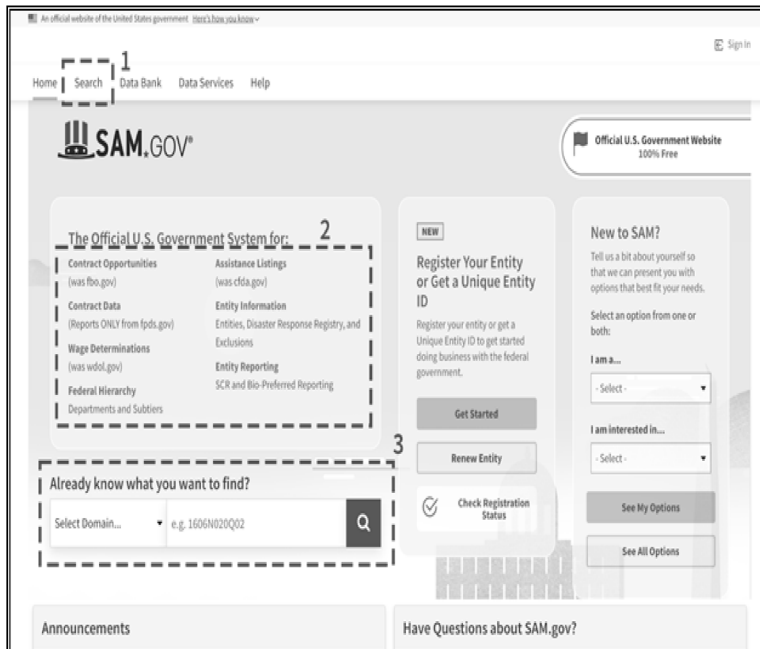 An official website of the United States government Here's how you know
Sign In
1
Home Search Data Bank Data Services Help
SAM.GOV®
Official U.S. Government Website
100% Free
The Official U.S. Government System for:
2
Contract Opportunities
(was fbo.gov)
Contract Data
(Reports ONLY from fpds.gov)
Wage Determinations
(was wdol.gov)
Federal Hierarchy
Departments and Subtiers
Assistance Listings
(was cfda.gov)
Entity Information
Entities, Disaster Response Registry, and
Exclusions
Entity Reporting
SCR and Bio-Preferred Reporting
3
Already know what you want to find?
Select Domain... e.g. 1606N020Q02
NEW
Register Your Entity
or Get a Unique Entity
ID
Register your entity or get a
Unique Entity ID to get started
doing business with the federal
government.
Get Started
Renew Entity
Check Registration
Status
New to SAM?
Tell us a bit about yourself so
that we can present you with
options that best fit your needs.
Select an option from one or
both:
I am a...
- Select -
I am interested in...
- Select -
See My Options
See All Options
Announcements
Have Questions about SAM.gov?